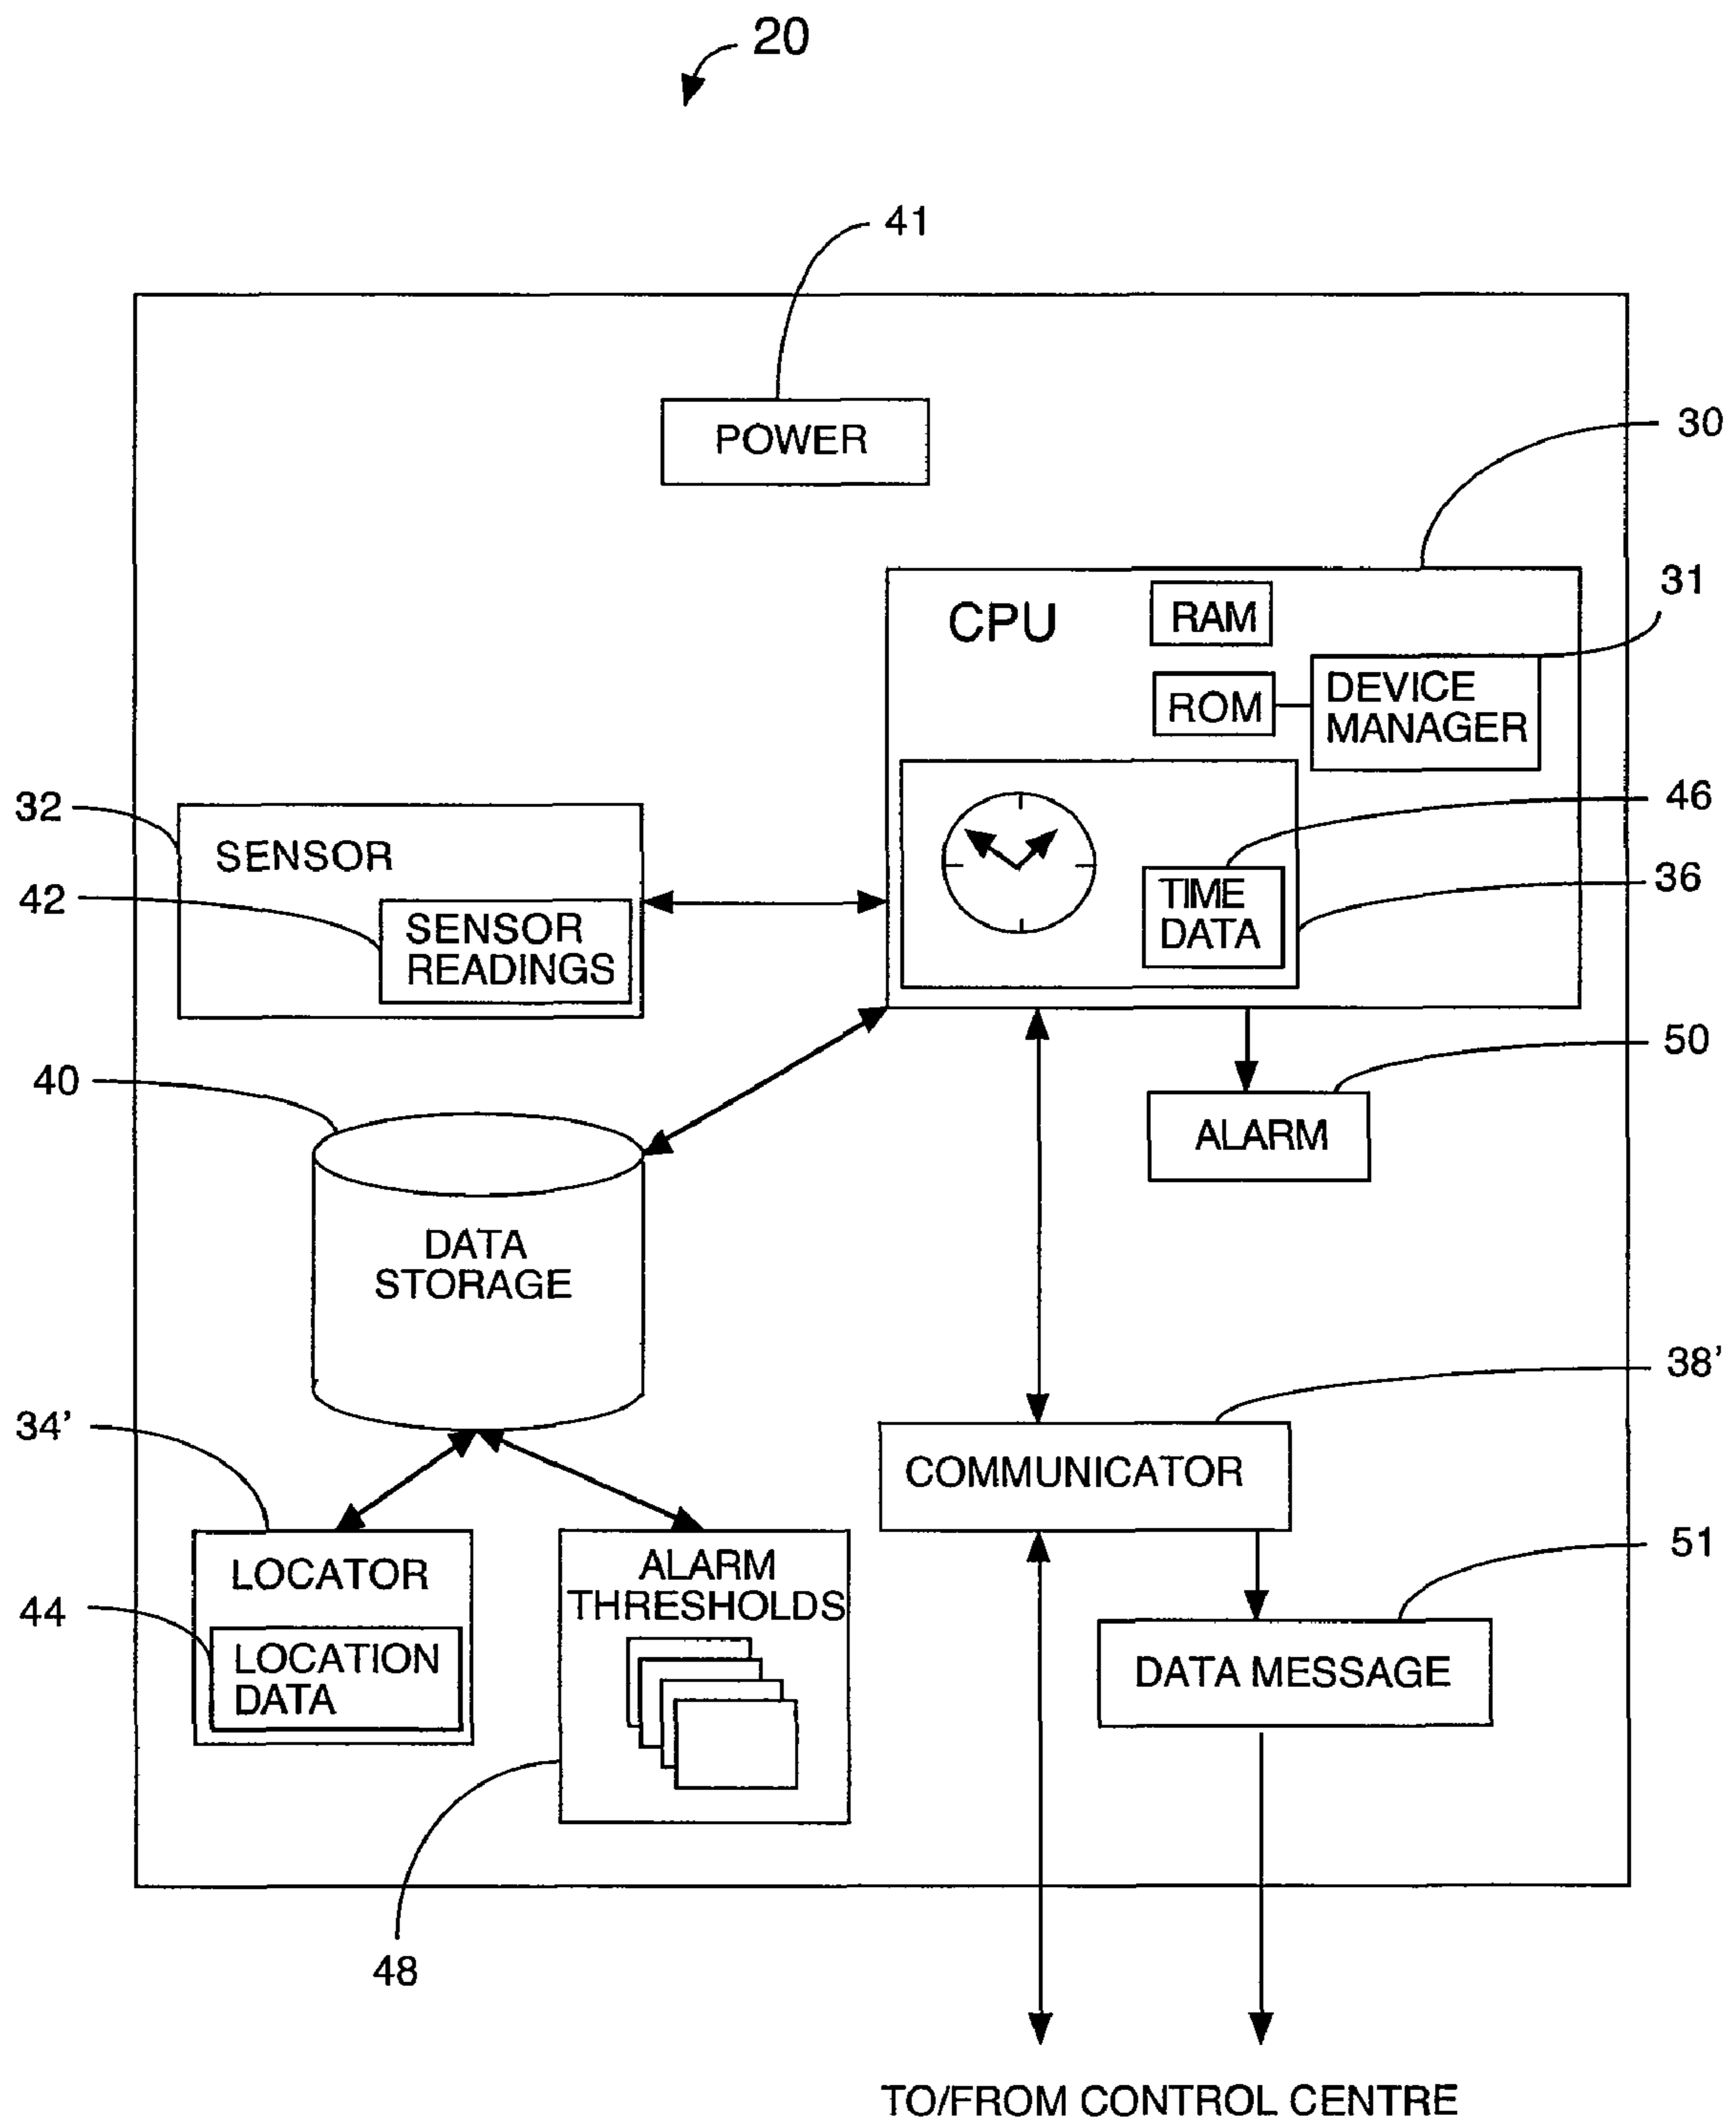 20
41
POWER
30
CPU
RAM
31
ROM
DEVICE
MANAGER
32
SENSOR
46
42
SENSOR
READINGS
TIME
DATA
36
50
40
ALARM
DATA
STORAGE
38'
34'
COMMUNICATOR
51
LOCATOR
ALARM
THRESHOLDS
44
LOCATION
DATA
DATA MESSAGE
48
TO/FROM CONTROL CENTRE